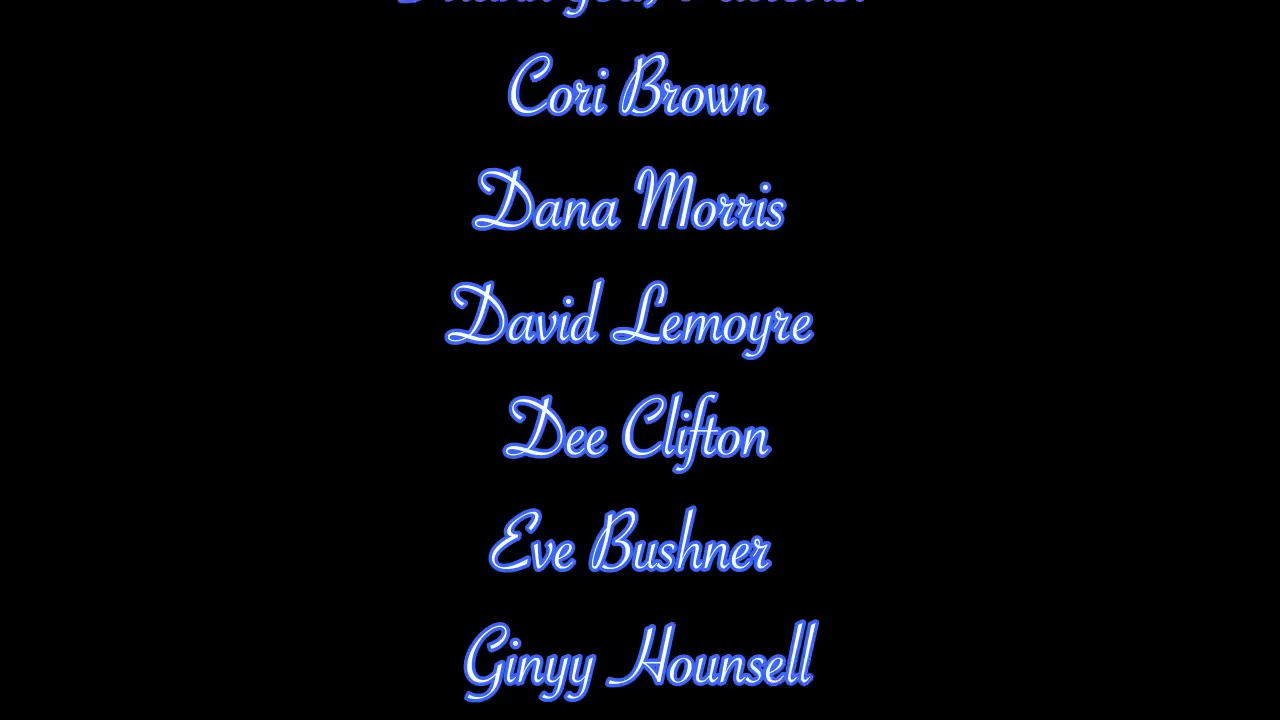 Cori Brown
Dana Morris
David Lemoyre
Dee Clifton
Eve Bushner
Ginyy Hounsell